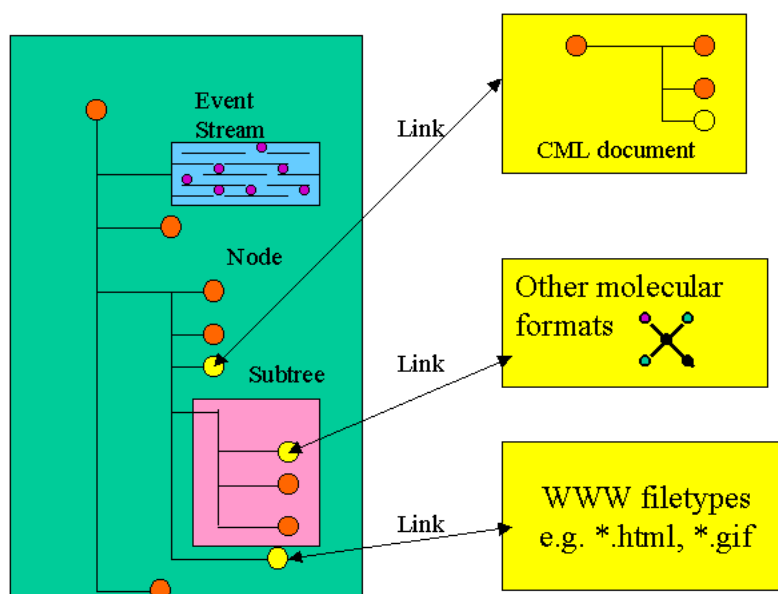 Event
Stream
Node
Subtree
Link
CML document
Link
Other molecular
formats
Link
WWW filetypes
e.g. *.html, *.gif